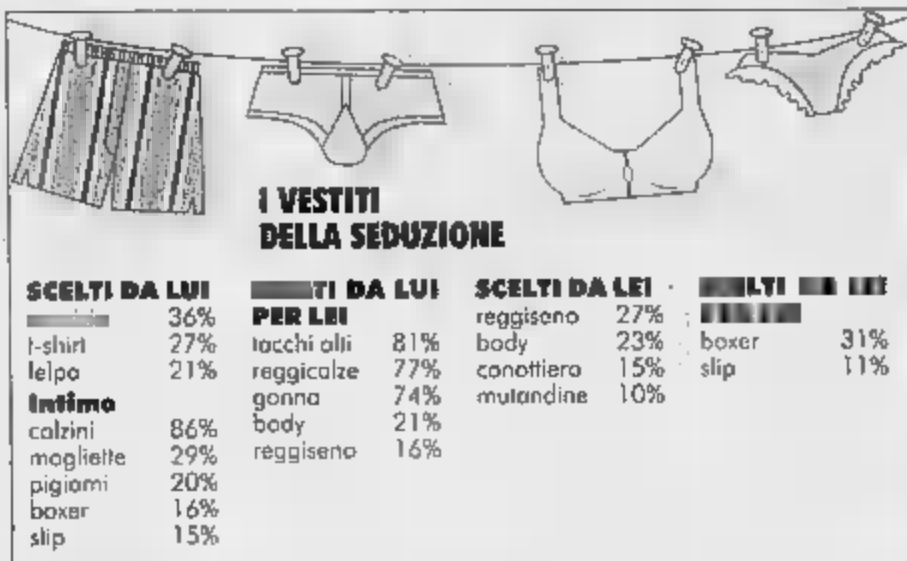 I VESTITI
DELLA SEDUZIONE
SCELTI DA LUI
36%
t-shirt 27%
felpa 21%
Intimo
calzini 86%
magliette 29%
pigiami 20%
boxer 16%
slip 15%
DA LUI
PER LEI
tacchi alti 81%
reggicalze 77%
gonna 74%
body 21%
reggiseno 16%
SCELTI DA LEI
reggiseno 27%
body 23%
canottiera 15%
mutandine 10%
boxer 31%
slip 11%